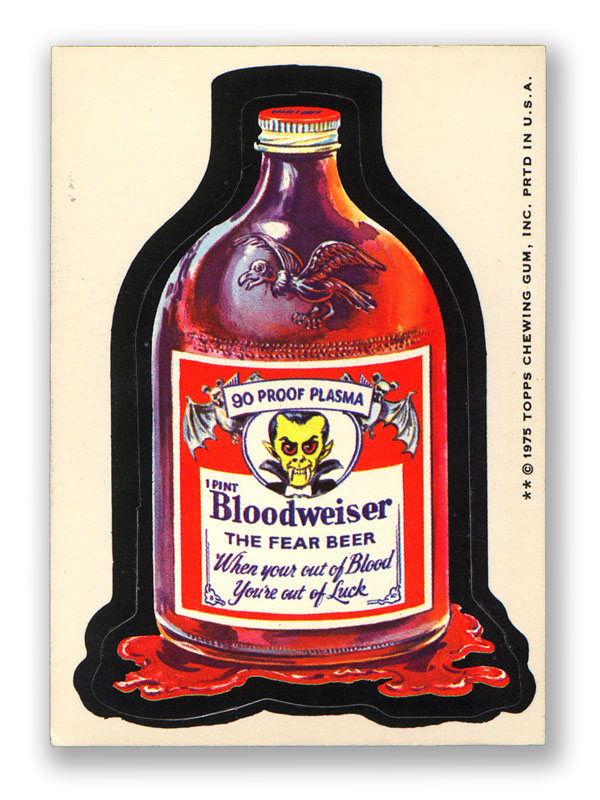 90 PROOF PLASMA
1 PINT
Bloodweiser
THE FEAR BEER
When your out of Blood
You're out of Luck
** © 1975 TOPPS CHEWING GUM, INC. PRTD IN U.S.A.